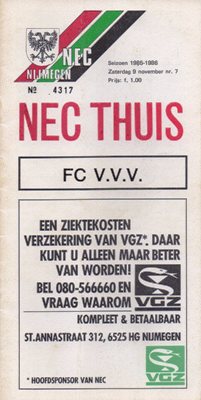 NEC
NIJMEGEN
Nº 4317
Seizoen 1985-1986
Zaterdag 9 november nr. 7
Prijs: f. 1,00
NEC THUIS
FC V.V.V.
EEN ZIEKTEKOSTEN
VERZEKERING VAN VGZ*. DAAR
KUNT U ALLEEN MAAR BETER
VAN WORDEN!
BEL 080-566660 EN
VRAAG WAAROM
VGZ
KOMPLEET & BETAALBAAR
ST. ANNASTRAAT 312, 6525 HG NIJMEGEN
* HOOFDSPONSOR VAN NEC
VGZ